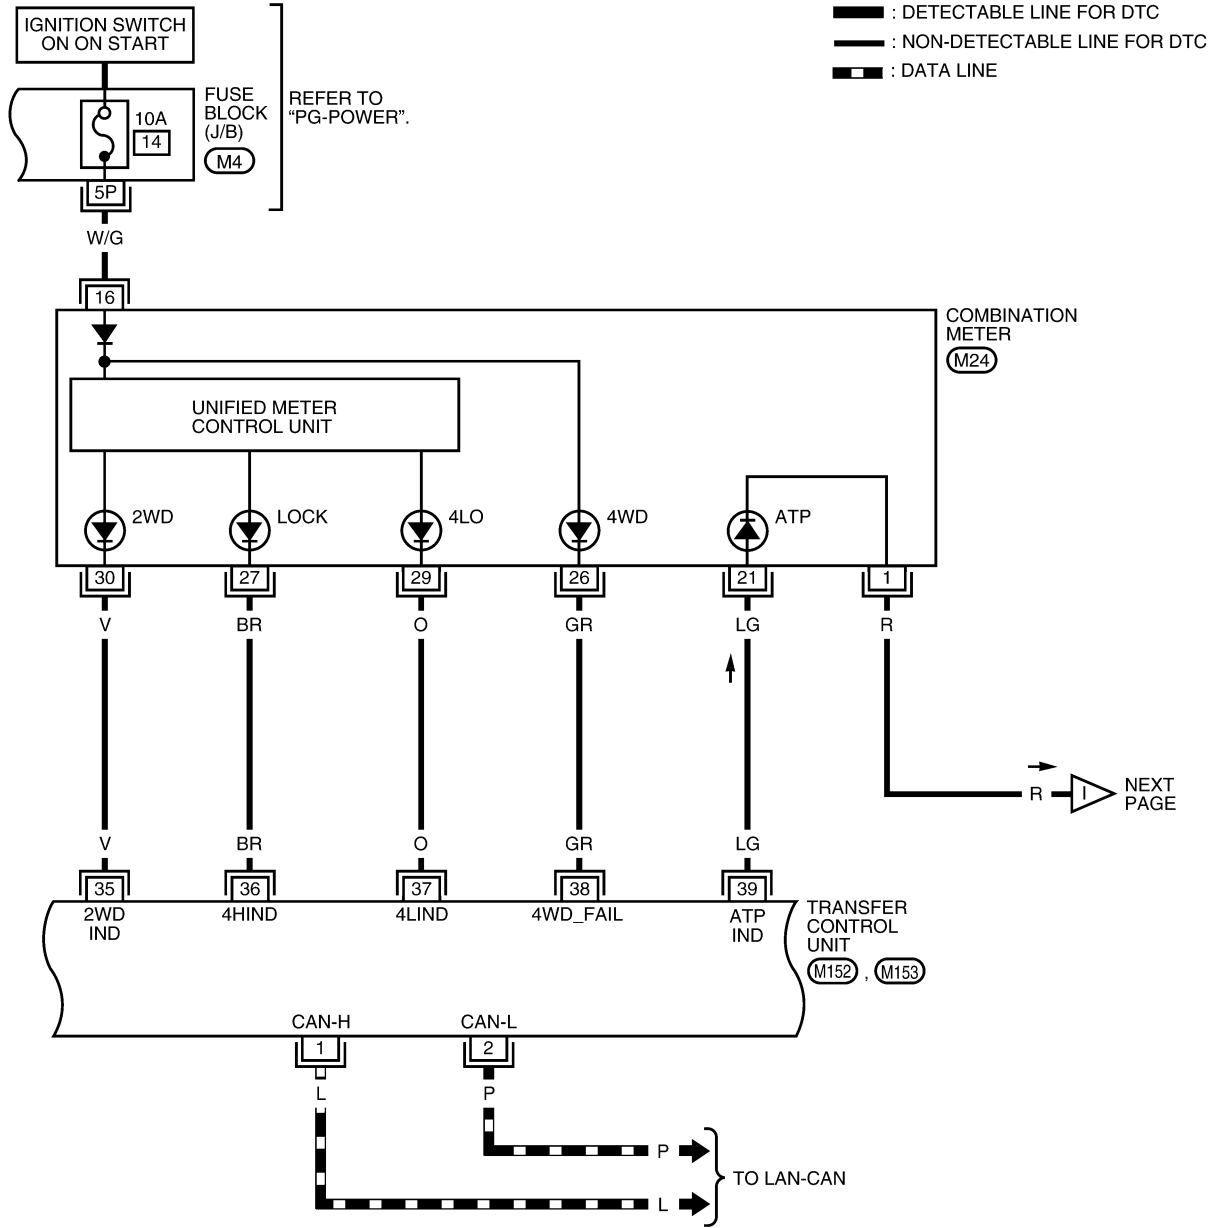 IGNITION SWITCH
ON ON START
: DETECTABLE LINE FOR DTC
: NON-DETECTABLE LINE FOR DTC
: DATA LINE
FUSE
BLOCK
(J/B)
M4
10A
14
REFER TO
“PG-POWER”.
5P
W/G
16
COMBINATION
METER
M24
UNIFIED METER
CONTROL UNIT
2WD
LOCK
4LO
4WD
ATP
30
27
29
26
21
1
V
BR
O
GR
LG
R
R
I
NEXT
PAGE
V
BR
O
GR
LG
35
36
37
38
39
2WD
IND
4HIND
4LIND
4WD_FAIL
ATP
IND
TRANSFER
CONTROL
UNIT
M152 , M153
CAN-H
CAN-L
1
2
L
P
P
L
TO LAN-CAN